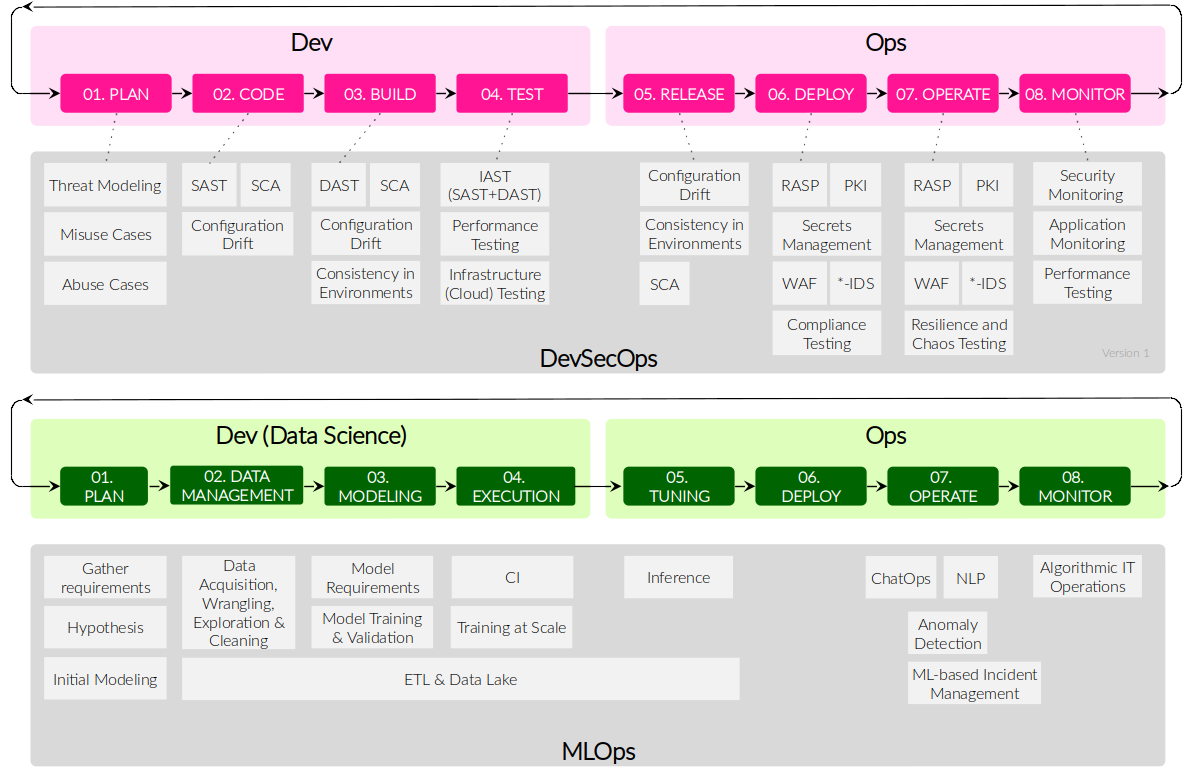 Dev
Ops
01. PLAN
02. CODE
03. BUILD
04. TEST
05. RELEASE
06. DEPLOY
07. OPERATE
08. MONITOR
Threat Modeling
Misuse Cases
Abuse Cases
SAST
SCA
Configuration
Drift
DAST
SCA
Configuration
Drift
Consistency in
Environments
IAST
(SAST+DAST)
Performance
Testing
Infrastructure
(Cloud) Testing
Configuration
Drift
Consistency in
Environments
SCA
RASP
PKI
Secrets
Management
WAF
*-IDS
Compliance
Testing
RASP
PKI
Secrets
Management
WAF
*-IDS
Resilience and
Chaos Testing
Security
Monitoring
Application
Monitoring
Performance
Testing
Version 1
DevSecOps
Dev (Data Science)
Ops
01.
PLAN
02. DATA
MANAGEMENT
03.
MODELING
04.
EXECUTION
05.
TUNING
06.
DEPLOY
07.
OPERATE
08.
MONITOR
Gather
requirements
Hypothesis
Initial Modeling
Data
Acquisition,
Wrangling,
Exploration &
Cleaning
Model
Requirements
Model Training
& Validation
CI
Training at Scale
ETL & Data Lake
Inference
ChatOps
NLP
Anomaly
Detection
ML-based Incident
Management
Algorithmic IT
Operations
MLOps